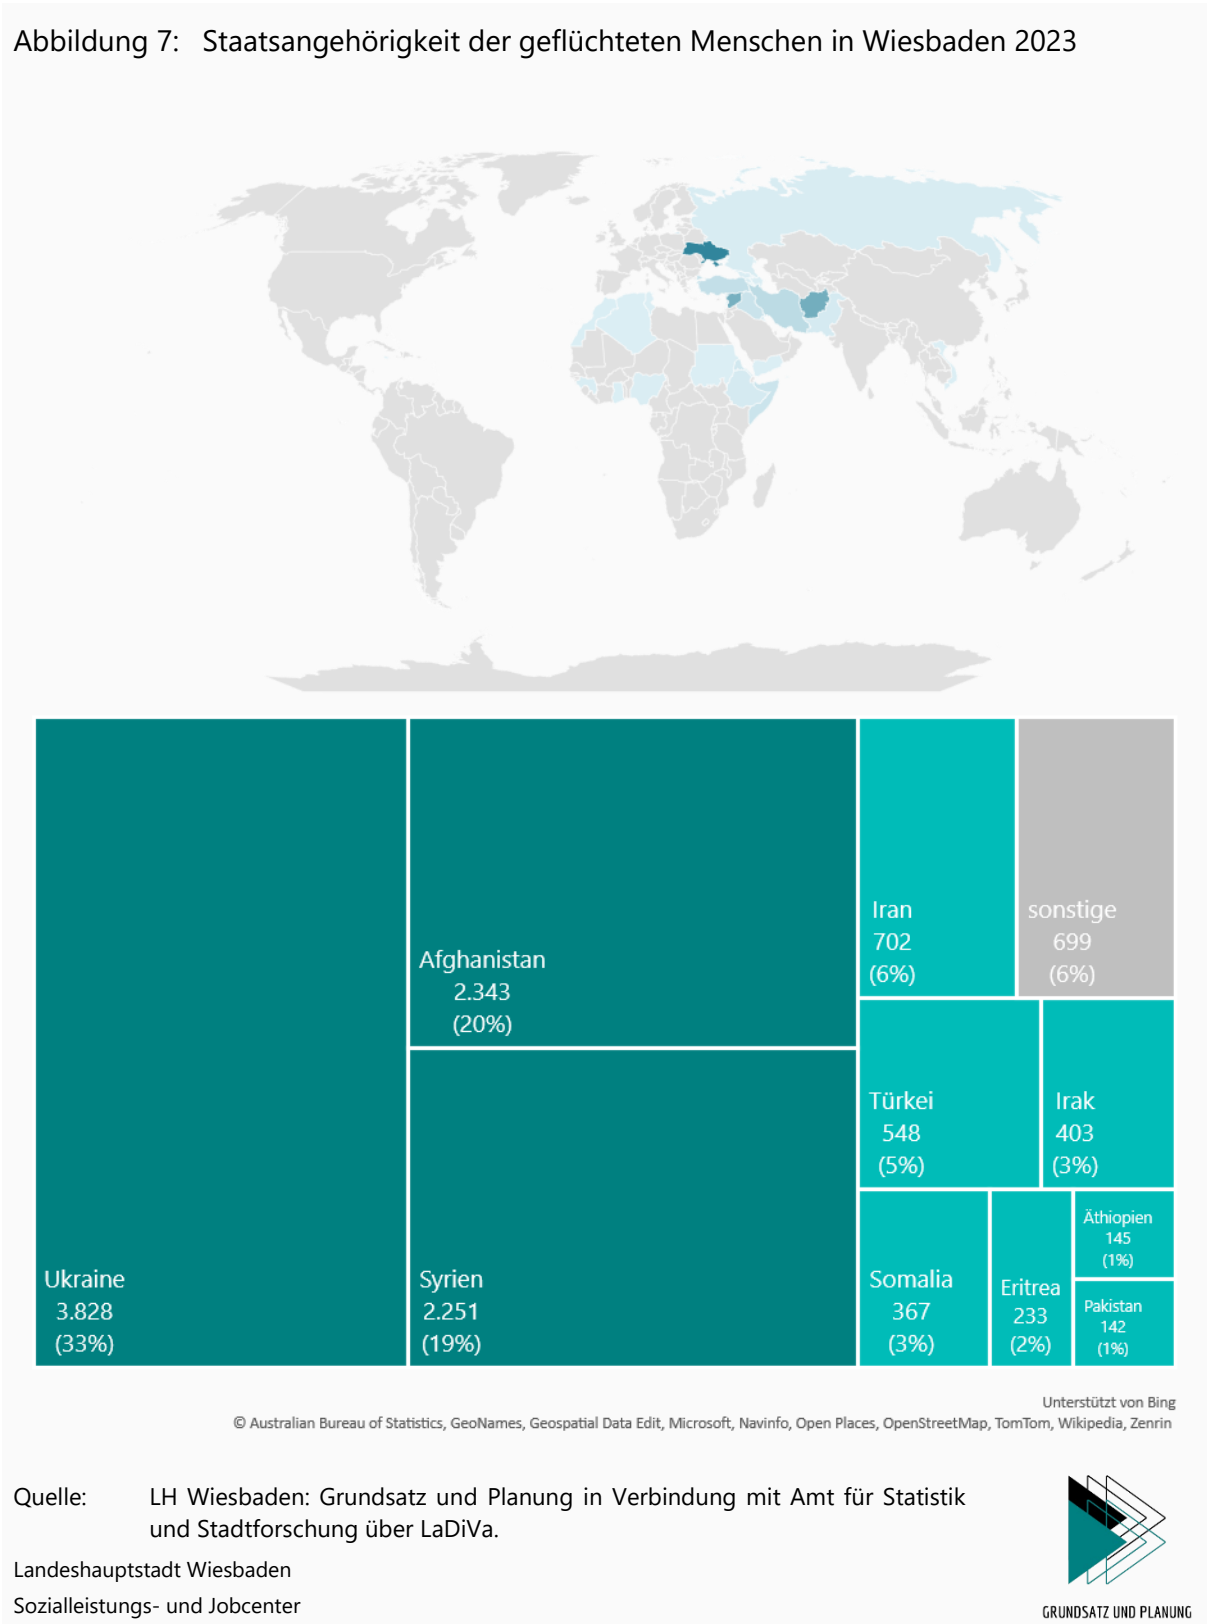 Abbildung 7: Staatsangehörigkeit der geflüchteten Menschen in Wiesbaden 2023
Ukraine
3.828
(33%)
Afghanistan
2.343
(20%)
Syrien
2.251
(19%)
Iran
702
(6%)
sonstige
699
(6%)
Türkei
548
(5%)
Irak
403
(3%)
Somalia
367
(3%)
Eritrea
233
(2%)
Äthiopien
145
(1%)
Pakistan
142
(1%)
Unterstützt von Bing
© Australian Bureau of Statistics, GeoNames, Geospatial Data Edit, Microsoft, Navinfo, Open Places, OpenStreetMap, TomTom, Wikipedia, Zenrin
Quelle: LH Wiesbaden: Grundsatz und Planung in Verbindung mit Amt für Statistik
und Stadtforschung über LaDiVa.
Landeshauptstadt Wiesbaden
Sozialleistungs- und Jobcenter
GRUNDSATZ UND PLANUNG